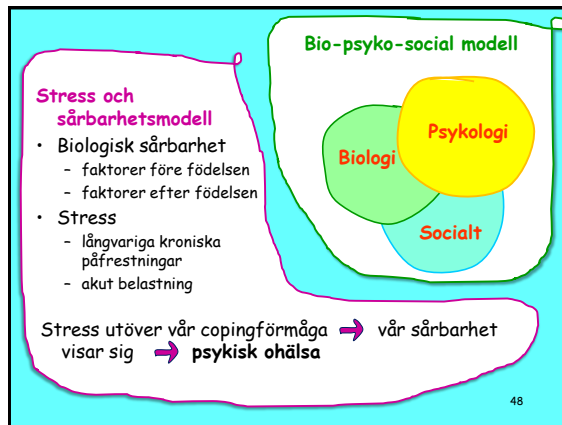 Bio-psyko-social modell
Stress och
sårbarhetsmodell
• Biologisk sårbarhet
– faktorer före födelsen
– faktorer efter födelsen
• Stress
– långvariga kroniska
påfrestningar
– akut belastning
Psykologi
Biologi
Socialt
Stress utöver vår copingförmåga → vår sårbarhet
visar sig → psykisk ohälsa
48